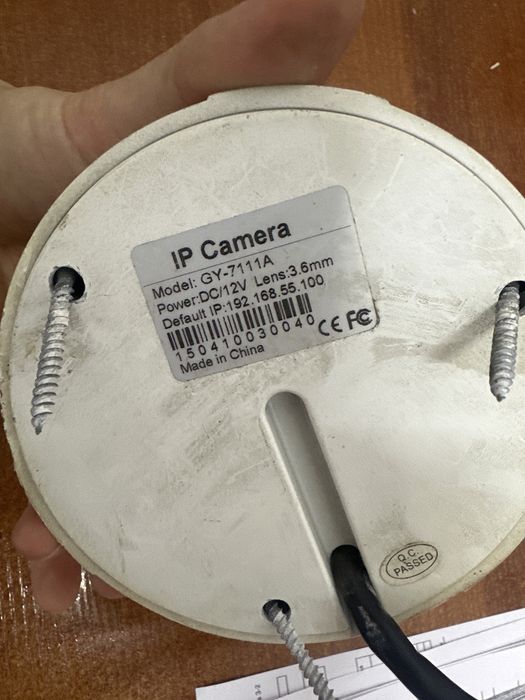 IP Camera
Model: GY-7111A
Power:DC/12V Lens:3.6mm
Default IP:192.168.55.100
150410030040 CE FC
Made in China
Q.C.
PASSED